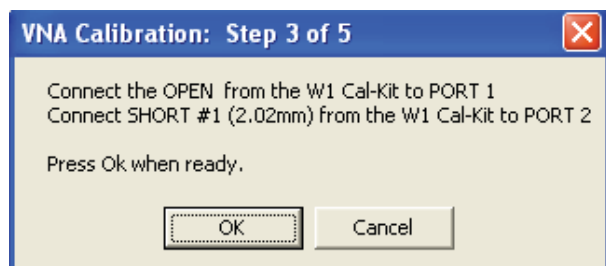 VNA Calibration: Step 3 of 5
Connect the OPEN from the W1 Cal-Kit to PORT 1
Connect SHORT #1 (2.02mm) from the W1 Cal-Kit to PORT 2
Press Ok when ready.
OK
Cancel